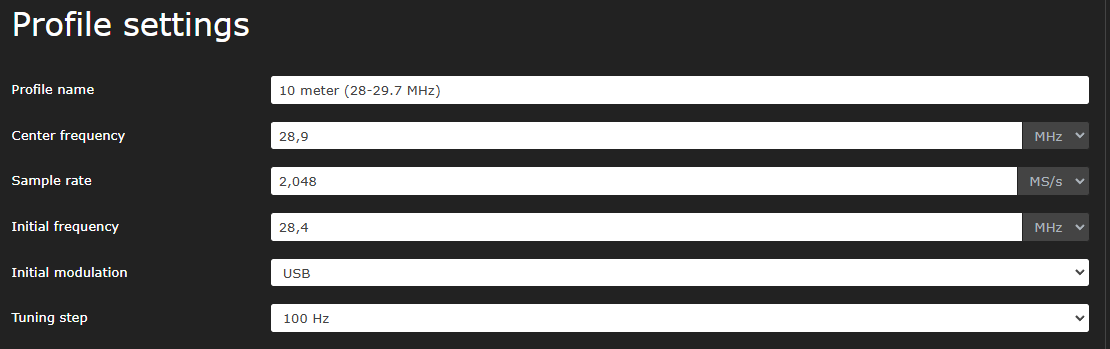 Profile settings
Profile name 10 meter (28-29.7 MHz)
Center frequency 28,9 MHz
Sample rate 2,048 MS/s
Initial frequency 28,4 MHz
Initial modulation USB
Tuning step 100 Hz